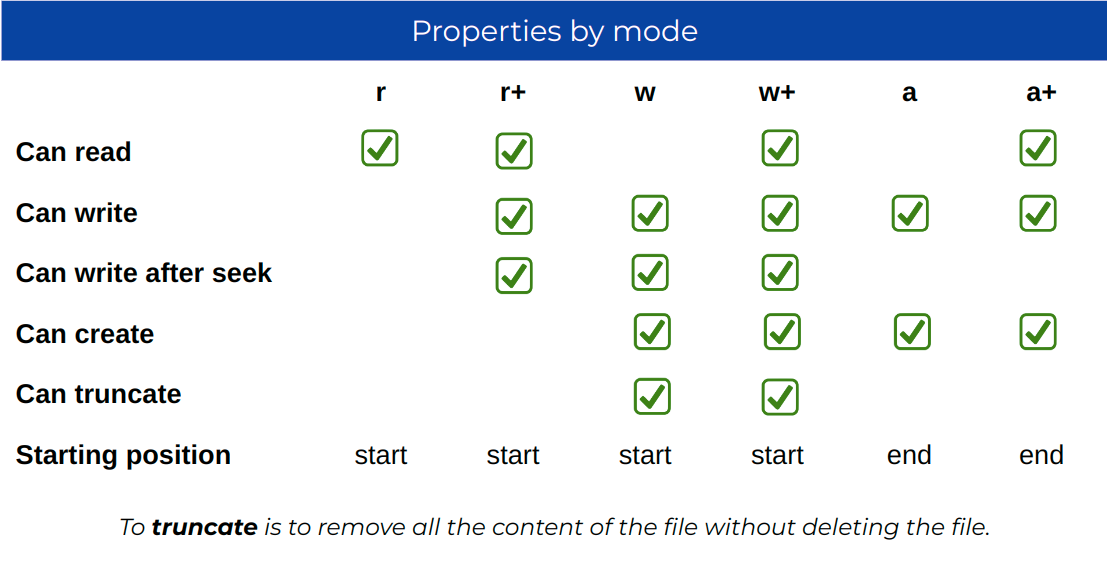 Properties by mode
r r+ w w+ a a+
Can read
Can write
Can write after seek
Can create
Can truncate
Starting position start start start start end end
To truncate is to remove all the content of the file without deleting the file.